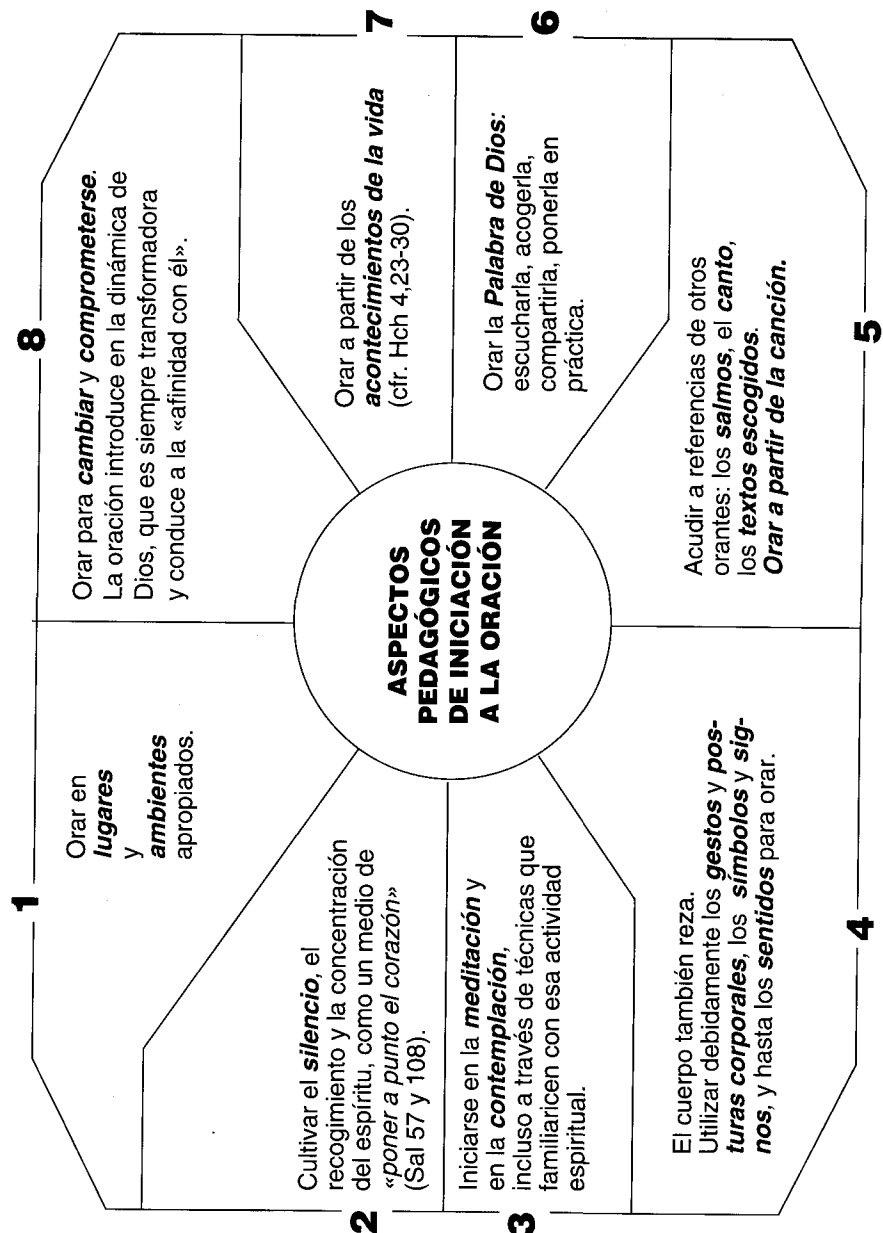 ASPECTOS
PEDAGÓGICOS
DE INICIACIÓN
A LA ORACIÓN
1
Orar en
lugares
y
ambientes
apropiados.
2
Cultivar el silencio, el
recogimiento y la concentración
del espíritu, como un medio de
«poner a punto el corazón»
(Sal 57 y 108).
3
Iniciarse en la meditación y
en la contemplación,
incluso a través de técnicas que
familiaricen con esa actividad
espiritual.
4
El cuerpo también reza.
Utilizar debidamente los gestos y pos-
turas corporales, los símbolos y sig-
nos, y hasta los sentidos para orar.
5
Acudir a referencias de otros
orantes: los salmos, el canto,
los textos escogidos.
Orar a partir de la canción.
6
Orar la Palabra de Dios:
escucharla, acogerla,
compartirla, ponerla en
práctica.
7
Orar a partir de los
acontecimientos de la vida
(cfr. Hch 4,23-30).
8
Orar para cambiar y comprometerse.
La oración introduce en la dinámica de
Dios, que es siempre transformadora
y conduce a la «afinidad con él».